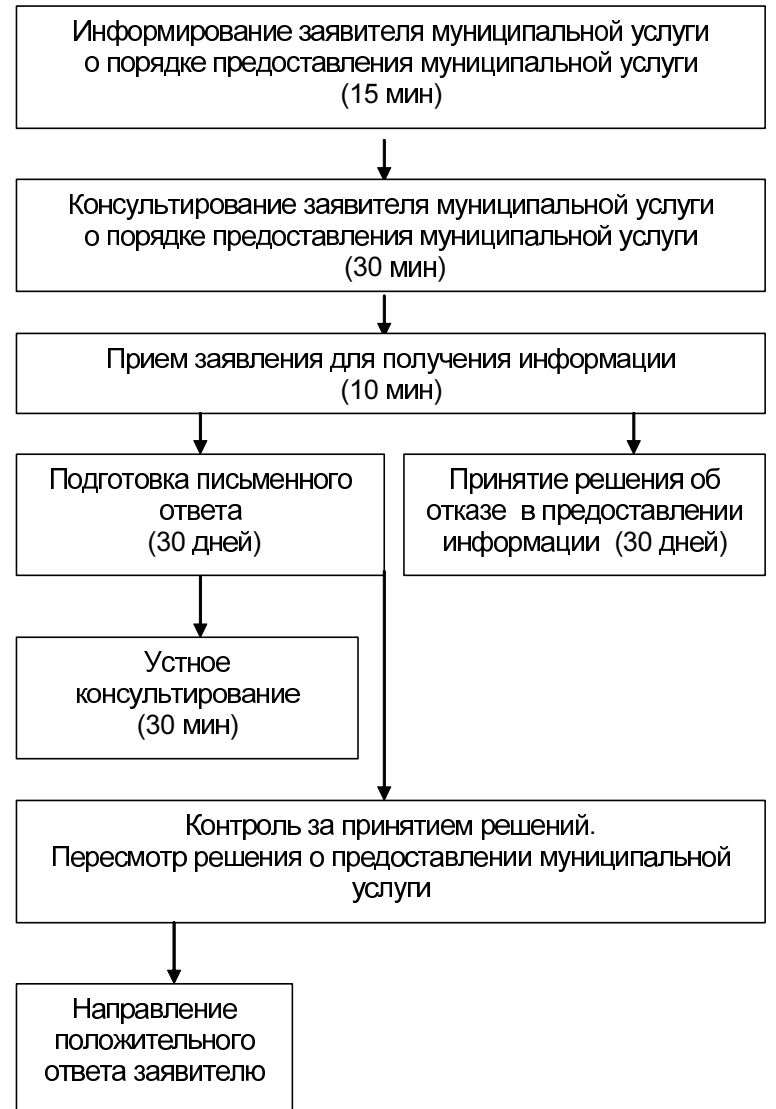 Информирование заявителя муниципальной услуги
о порядке предоставления муниципальной услуги
(15 мин)
Консультирование заявителя муниципальной услуги
о порядке предоставления муниципальной услуги
(30 мин)
Прием заявления для получения информации
(10 мин)
Подготовка письменного
ответа
(30 дней)
Принятие решения об
отказе в предоставлении
информации (30 дней)
Устное
консультирование
(30 мин)
Контроль за принятием решений.
Пересмотр решения о предоставлении муниципальной
услуги
Направление
положительного
ответа заявителю